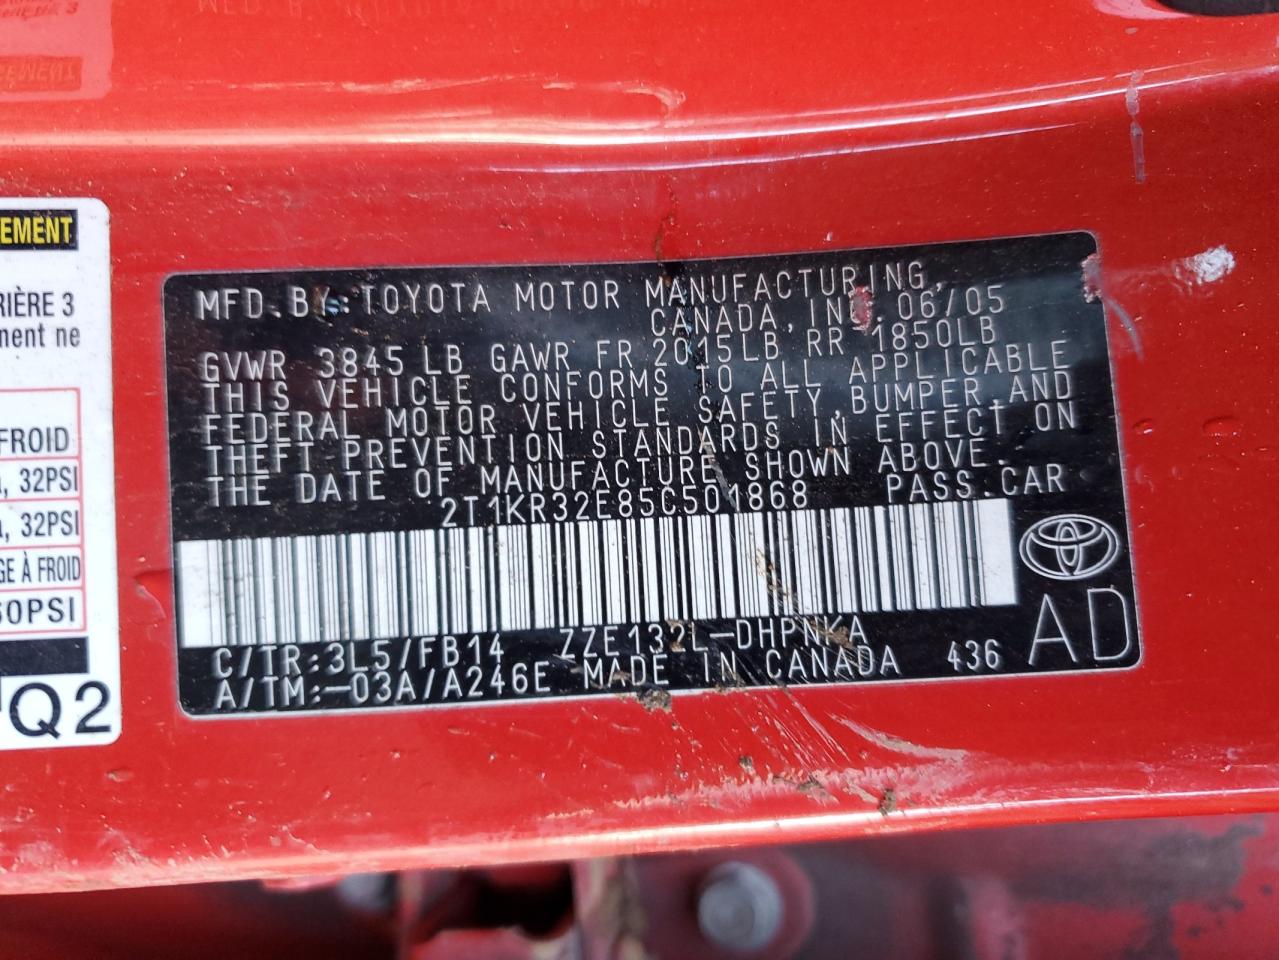 EMENT
RIÈRE 3
ment ne
FROID
, 32PSI
, 32PSI
GE À FROID
60PSI
Q2
MFD. BY: TOYOTA MOTOR MANUFACTURING,
CANADA, INC. 06/05
GVWR 3845 LB GAWR FR 2015LB RR 1850LB
THIS VEHICLE CONFORMS TO ALL APPLICABLE
FEDERAL MOTOR VEHICLE SAFETY, BUMPER, AND
THEFT PREVENTION STANDARDS IN EFFECT ON
THE DATE OF MANUFACTURE SHOWN ABOVE.
2T1KR32E85C501868 PASS. CAR
C/TR:3L5/FB14 ZZE132L-DHPNKA
A/TM:-03A/A246E MADE IN CANADA 436
AD